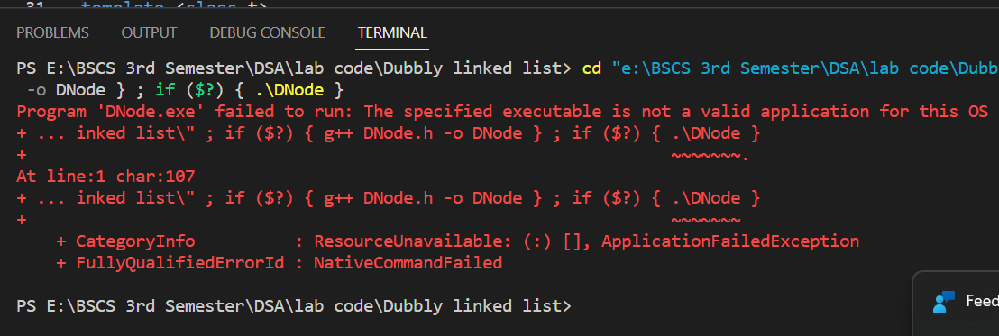 31 template <class t>
PROBLEMS OUTPUT DEBUG CONSOLE TERMINAL
PS E:\BSCS 3rd Semester\DSA\lab code\Dubbly linked list> cd "e:\BSCS 3rd Semester\DSA\lab code\Dubb
-o DNode } ; if ($?) { .\DNode }
Program 'DNode.exe' failed to run: The specified executable is not a valid application for this OS
+ ... inked list\" ; if ($?) { g++ DNode.h -o DNode } ; if ($?) { .\DNode }
+ ~~~~~~~.
At line:1 char:107
+ ... inked list\" ; if ($?) { g++ DNode.h -o DNode } ; if ($?) { .\DNode }
+ ~~~~~~~
+ CategoryInfo : ResourceUnavailable: (:) [], ApplicationFailedException
+ FullyQualifiedErrorId : NativeCommandFailed
PS E:\BSCS 3rd Semester\DSA\lab code\Dubbly linked list>
Feed